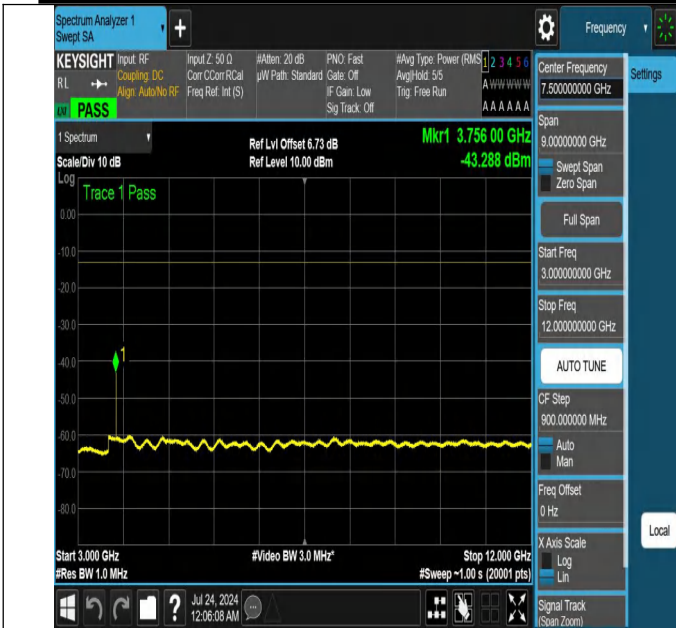 Spectrum Analyzer 1
Swept SA
+
Frequency
KEYSIGHT
RL
PASS
Input: RF
Coupling: DC
Align: Auto/No RF
Input Z: 50 Ω
Corr CCorr RCal
Freq Ref: Int (S)
#Atten: 20 dB
µW Path: Standard
PNO: Fast
Gate: Off
IF Gain: Low
Sig Track: Off
#Avg Type: Power (RMS
Avg|Hold: 5/5
Trig: Free Run
1 2 3 4 5 6
A W W W W W
A A A A A A
1 Spectrum
Scale/Div 10 dB
Ref Lvl Offset 6.73 dB
Ref Level 10.00 dBm
Mkr1 3.756 00 GHz
-43.288 dBm
Log
Trace 1 Pass
0.00
-10.0
-20.0
-30.0
-40.0
-50.0
-60.0
-70.0
-80.0
1
Start 3.000 GHz
#Res BW 1.0 MHz
#Video BW 3.0 MHz*
Stop 12.000 GHz
#Sweep ~1.00 s (20001 pts)
?
Jul 24, 2024
12:06:08 AM
Center Frequency
7.500000000 GHz
Settings
Span
9.00000000 GHz
Swept Span
Zero Span
Full Span
Start Freq
3.000000000 GHz
Stop Freq
12.000000000 GHz
AUTO TUNE
CF Step
900.000000 MHz
Auto
Man
Freq Offset
0 Hz
X Axis Scale
Log
Lin
Local
Signal Track
(Span Zoom)